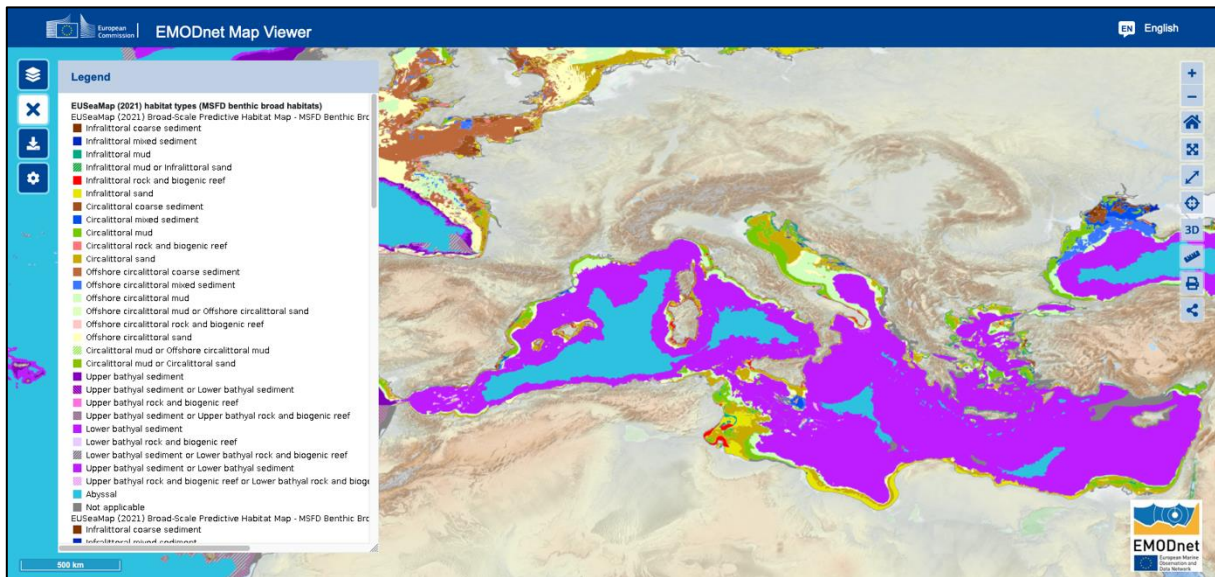 European
Commission
EMODnet Map Viewer
EN English
Legend
EUSeaMap (2021) habitat types (MSFD benthic broad habitats)
EUSeaMap (2021) Broad-Scale Predictive Habitat Map - MSFD Benthic Bro
Infralittoral coarse sediment
Infralittoral mixed sediment
Infralittoral mud
Infralittoral mud or Infralittoral sand
Infralittoral rock and biogenic reef
Infralittoral sand
Circalittoral coarse sediment
Circalittoral mixed sediment
Circalittoral mud
Circalittoral rock and biogenic reef
Circalittoral sand
Offshore circalittoral coarse sediment
Offshore circalittoral mixed sediment
Offshore circalittoral mud
Offshore circalittoral mud or Offshore circalittoral sand
Offshore circalittoral rock and biogenic reef
Offshore circalittoral sand
Circalittoral mud or Offshore circalittoral mud
Circalittoral mud or Circalittoral sand
Upper bathyal sediment
Upper bathyal sediment or Lower bathyal sediment
Upper bathyal rock and biogenic reef
Upper bathyal sediment or Upper bathyal rock and biogenic reef
Lower bathyal sediment
Lower bathyal rock and biogenic reef
Lower bathyal sediment or Lower bathyal rock and biogenic reef
Upper bathyal sediment or Lower bathyal sediment
Upper bathyal rock and biogenic reef or Lower bathyal rock and bioge
Abyssal
Not applicable
EUSeaMap (2021) Broad-Scale Predictive Habitat Map - MSFD Benthic Bro
Infralittoral coarse sediment
Infralittoral mixed sediment
500 km
3D
EMODnet
European Marine
Observation and
Data Network